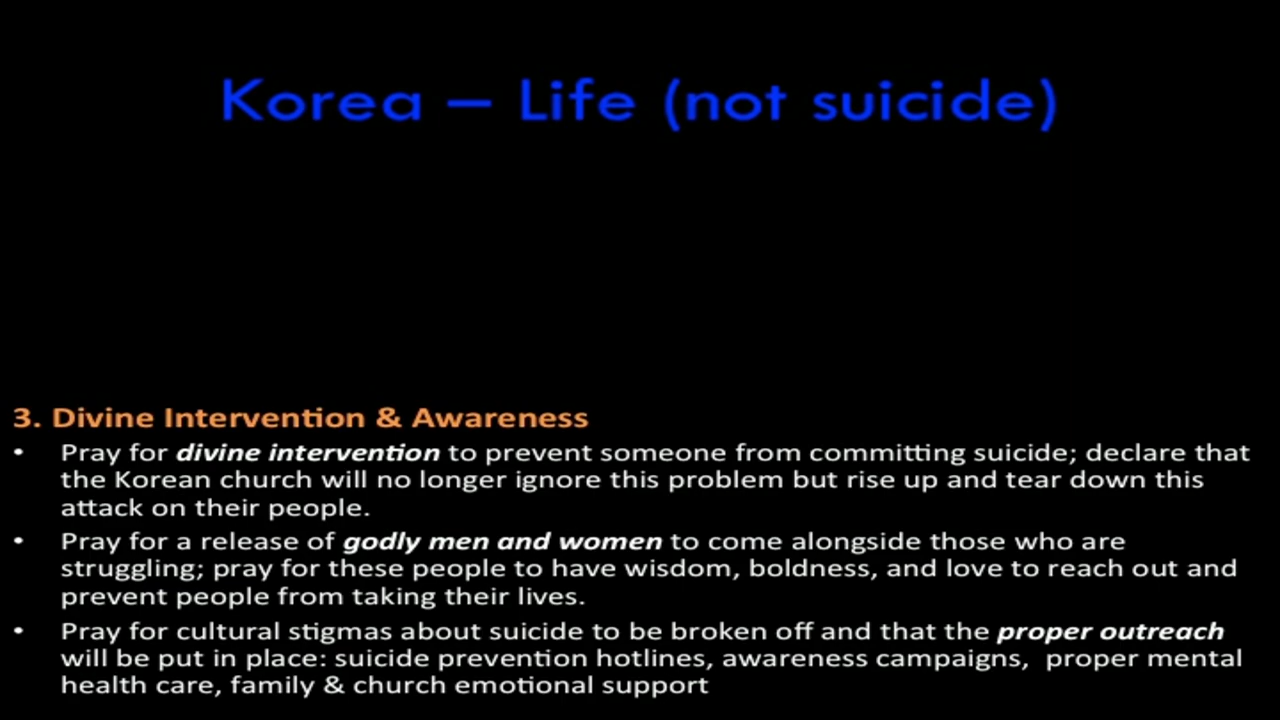 Korea – Life (not suicide)
3. Divine Intervention & Awareness
• Pray for divine intervention to prevent someone from committing suicide; declare that
the Korean church will no longer ignore this problem but rise up and tear down this
attack on their people.
• Pray for a release of godly men and women to come alongside those who are
struggling; pray for these people to have wisdom, boldness, and love to reach out and
prevent people from taking their lives.
• Pray for cultural stigmas about suicide to be broken off and that the proper outreach
will be put in place: suicide prevention hotlines, awareness campaigns,  proper mental
health care, family & church emotional support